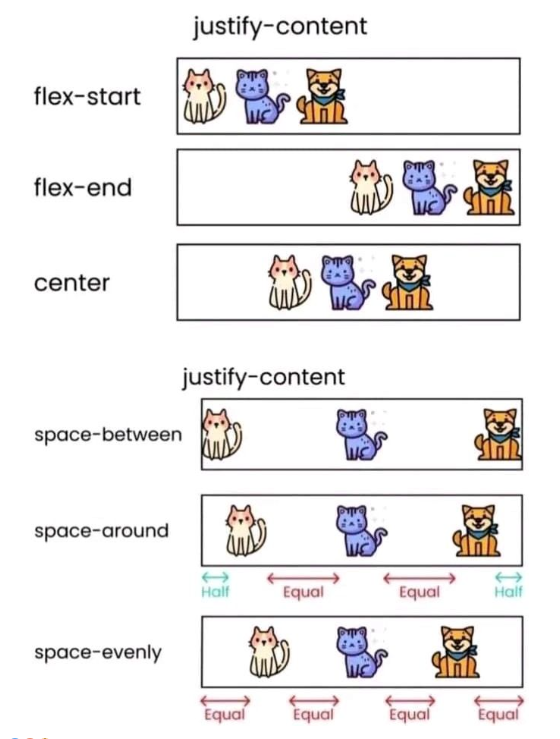 justify-content
flex-start
flex-end
center
justify-content
space-between
space-around
Half Equal Equal Half
space-evenly
Equal Equal Equal Equal